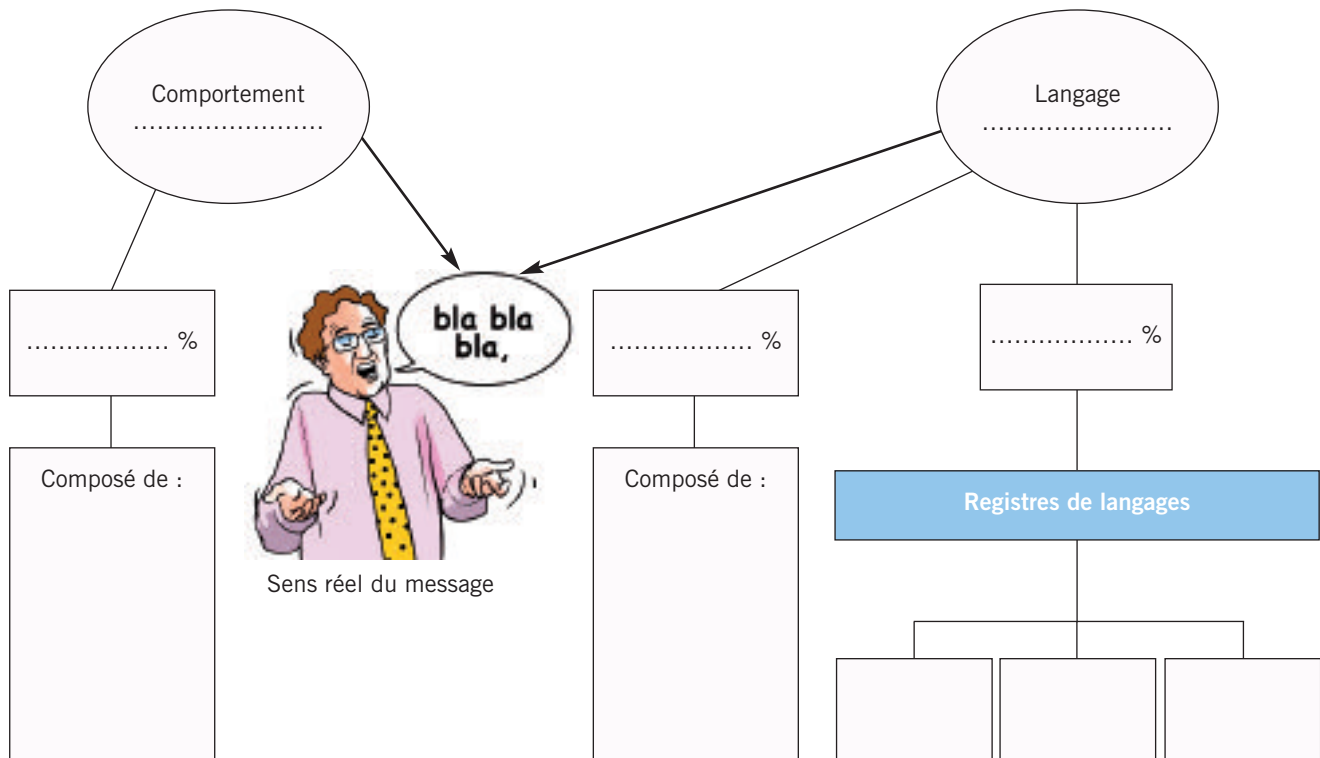 Comportement
........................
Langage
........................
bla bla
bla,
.................. %
.................. %
.................. %
Composé de :
Composé de :
Registres de langages
Sens réel du message